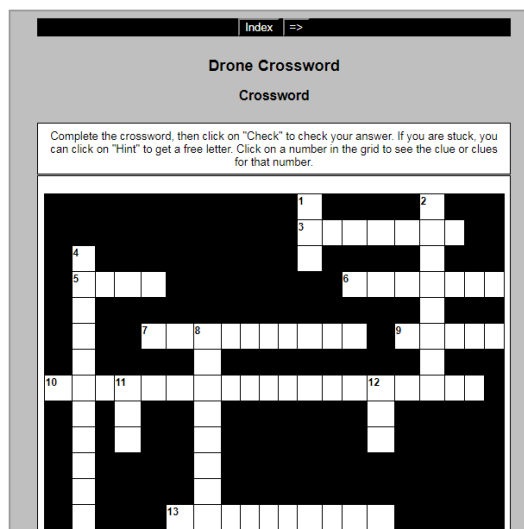 Index =>
Drone Crossword
Crossword
Complete the crossword, then click on "Check" to check your answer. If you are stuck, you
can click on "Hint" to get a free letter. Click on a number in the grid to see the clue or clues
for that number.
1 2
3
4
5 6
7 8 9
10 11 12
13